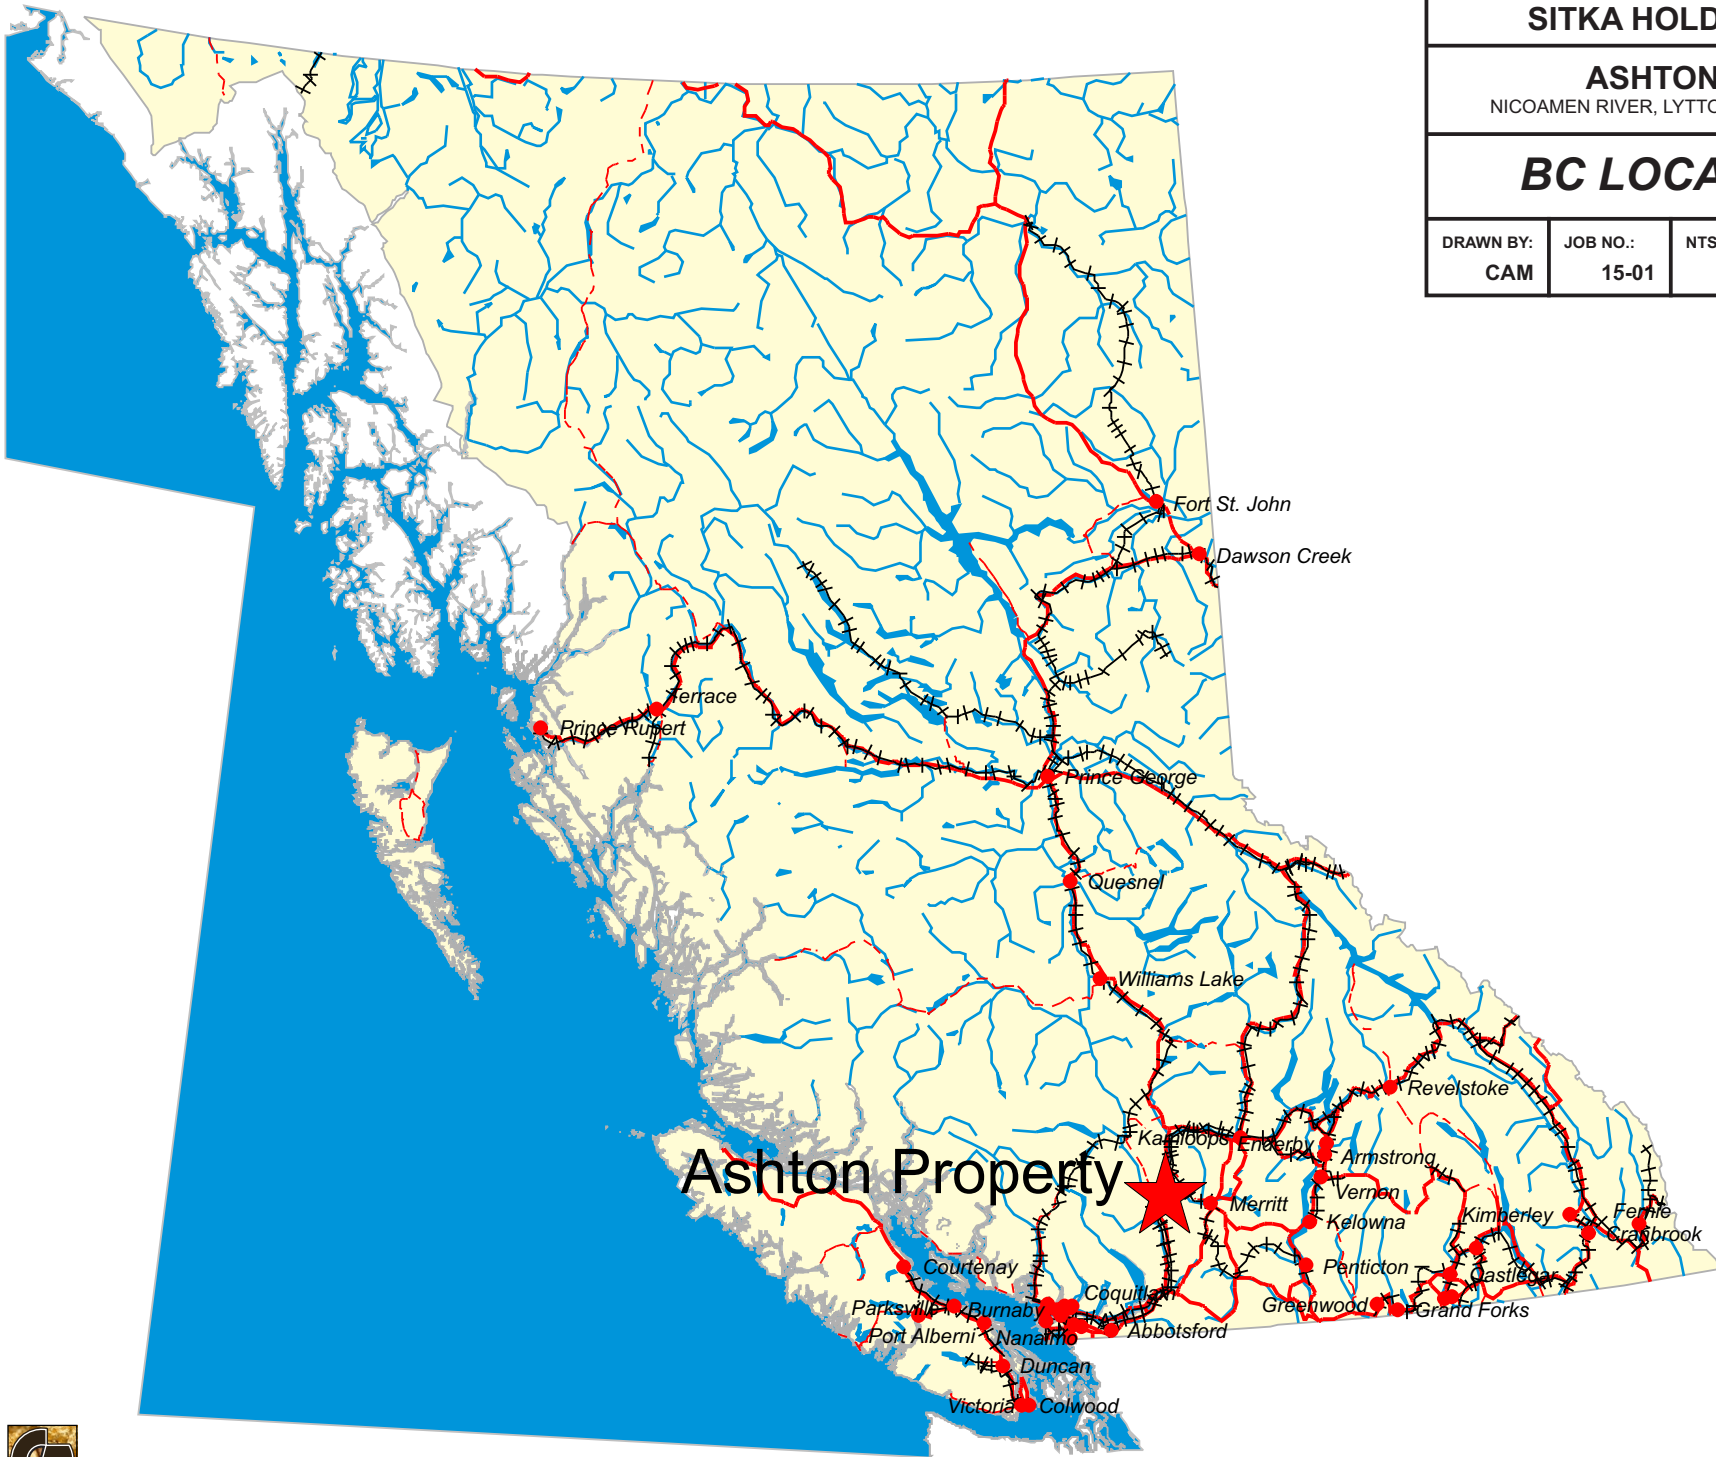 SITKA HOLD
ASHTON
NICOAMEN RIVER, LYTTO
BC LOCA
DRAWN BY:
CAM
JOB NO.:
15-01
NTS
Fort St. John
Dawson Creek
Terrace
Prince Rupert
Prince George
Quesnel
Williams Lake
Revelstoke
Kamloops
Enderby
Armstrong
Ashton Property
Vernon
Merritt
Kelowna
Kimberley
Fernie
Cranbrook
Courtenay
Penticton
Castlegar
Coquitlam
Greenwood
Grand Forks
Parksville
Burnaby
Port Alberni
Nanaimo
Abbotsford
Duncan
Victoria
Colwood